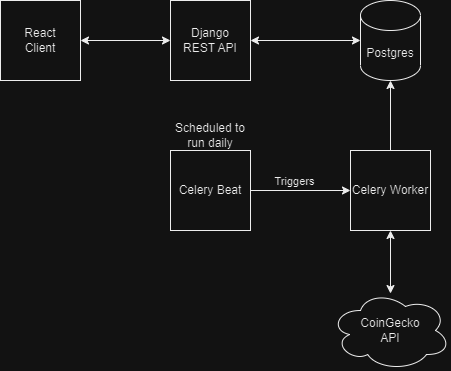 React
Client
Django
REST API
Postgres
Scheduled to
run daily
Celery Beat
Triggers
Celery Worker
CoinGecko
API